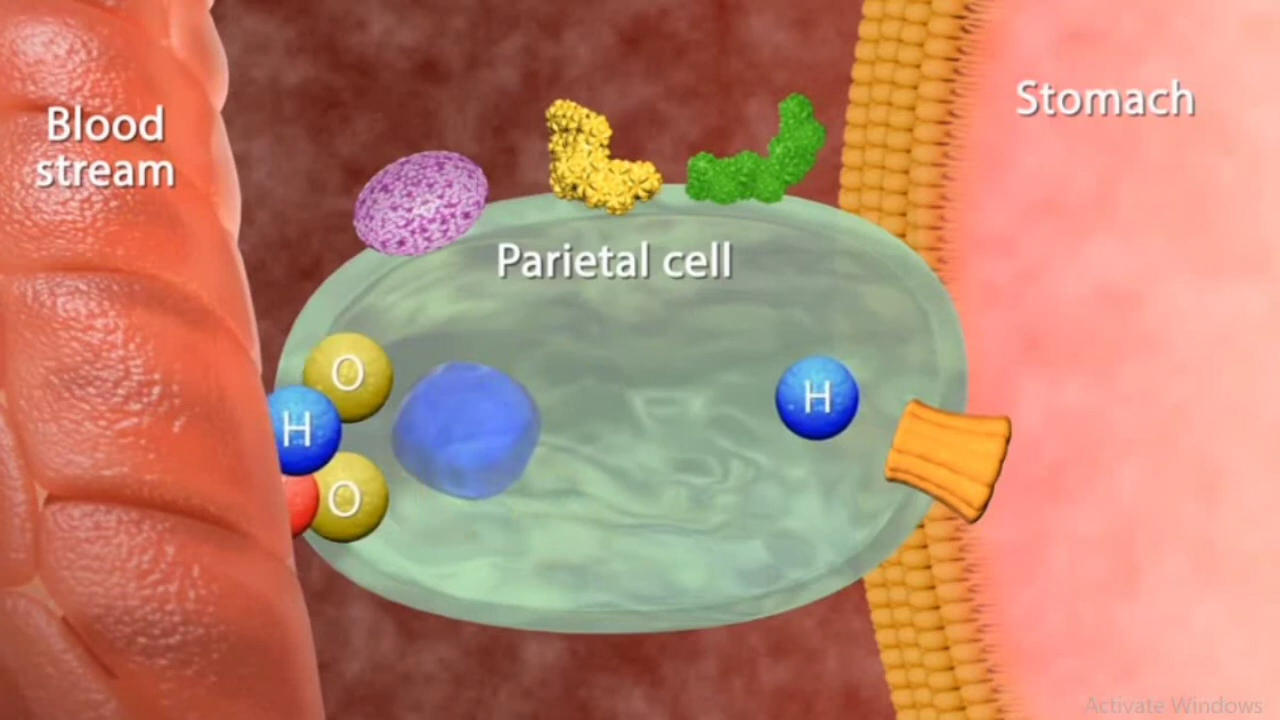 Blood
stream
Stomach
Parietal cell
O
H
O
H
Activate Windows